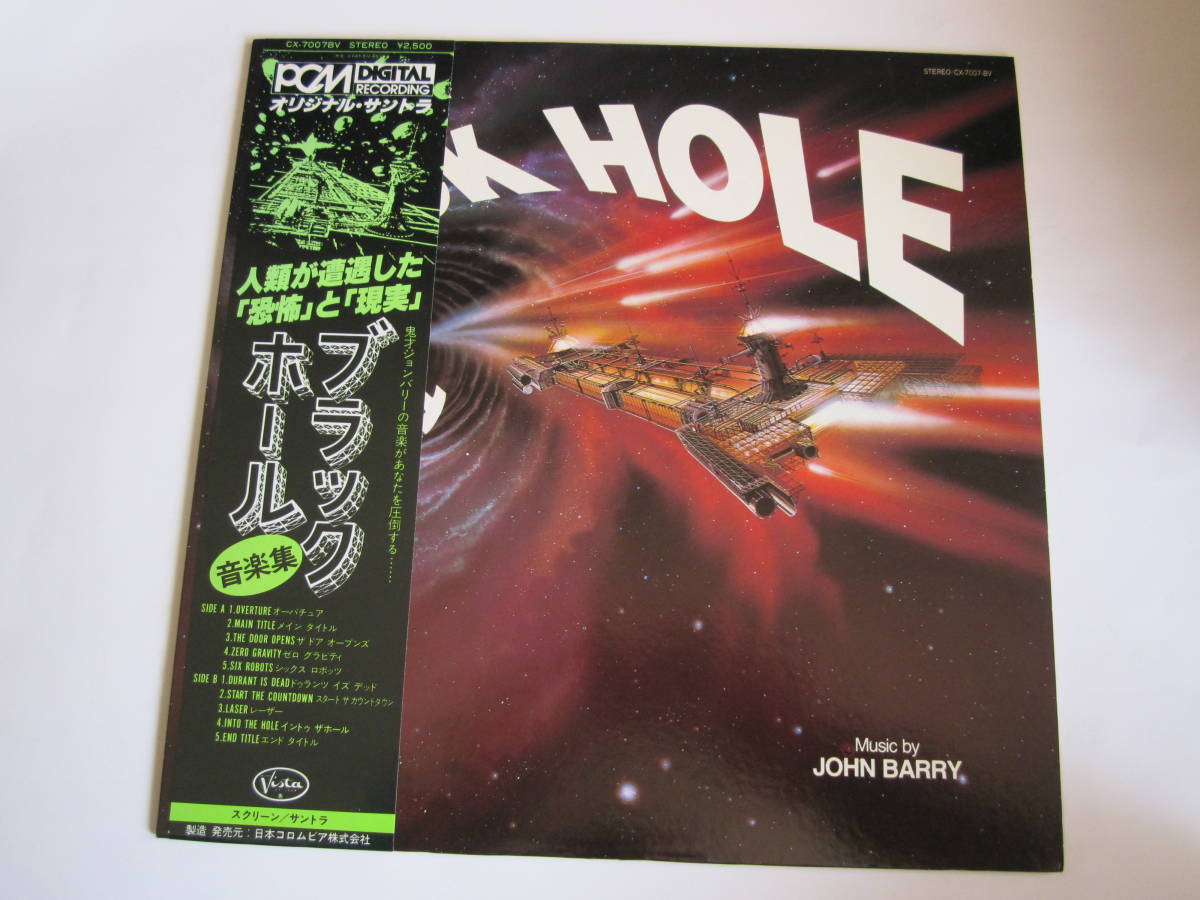 CX-7007BV STEREO ¥2,500
PCM DIGITAL RECORDING
オリジナル・サントラ
人類が遭遇した
「恐怖」と「現実」
ブラック
ホール
鬼才ジョンバリーの音楽があなたを圧倒する……
音楽集
SIDE A 1.OVERTURE オーバチュア
2.MAIN TITLE メイン タイトル
3.THE DOOR OPENS ザ ドア オープンズ
4.ZERO GRAVITY ゼロ グラビティ
5.SIX ROBOTS シックス ロボッツ
SIDE B 1.DURANT IS DEAD ドゥランツ イズ デッド
2.START THE COUNTDOWN スタート ザ カウントダウン
3.LASER レーザー
4.INTO THE HOLE イントゥ ザホール
5.END TITLE エンド タイトル
Vista
スクリーン/サントラ
製造 発売元:日本コロムビア株式会社
STEREO/CX-7007-BV
CK HOLE
Music by
JOHN BARRY